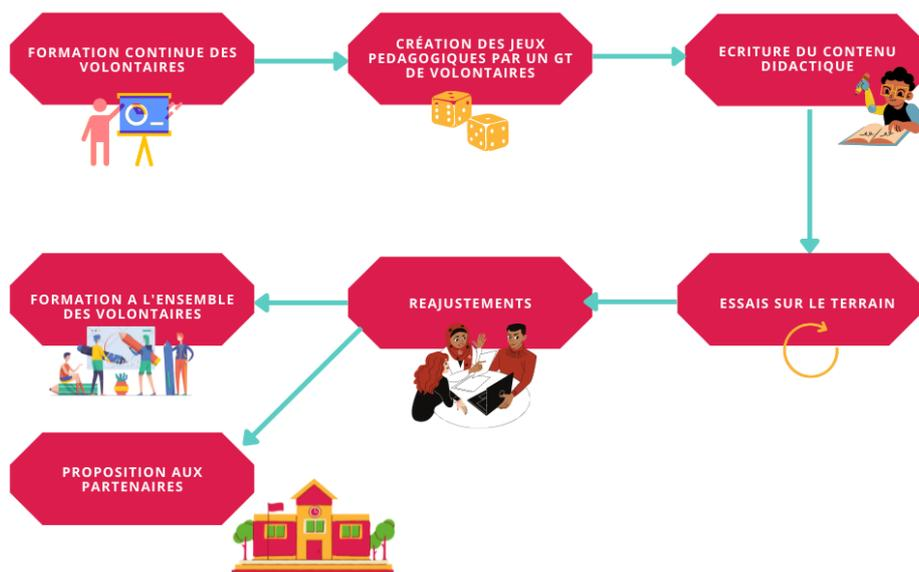 FORMATION CONTINUE DES
VOLONTAIRES
CRÉATION DES JEUX
PEDAGOGIQUES PAR UN GT
DE VOLONTAIRES
ECRITURE DU CONTENU
DIDACTIQUE
ESSAIS SUR LE TERRAIN
REAJUSTEMENTS
FORMATION A L'ENSEMBLE
DES VOLONTAIRES
PROPOSITION AUX
PARTENAIRES